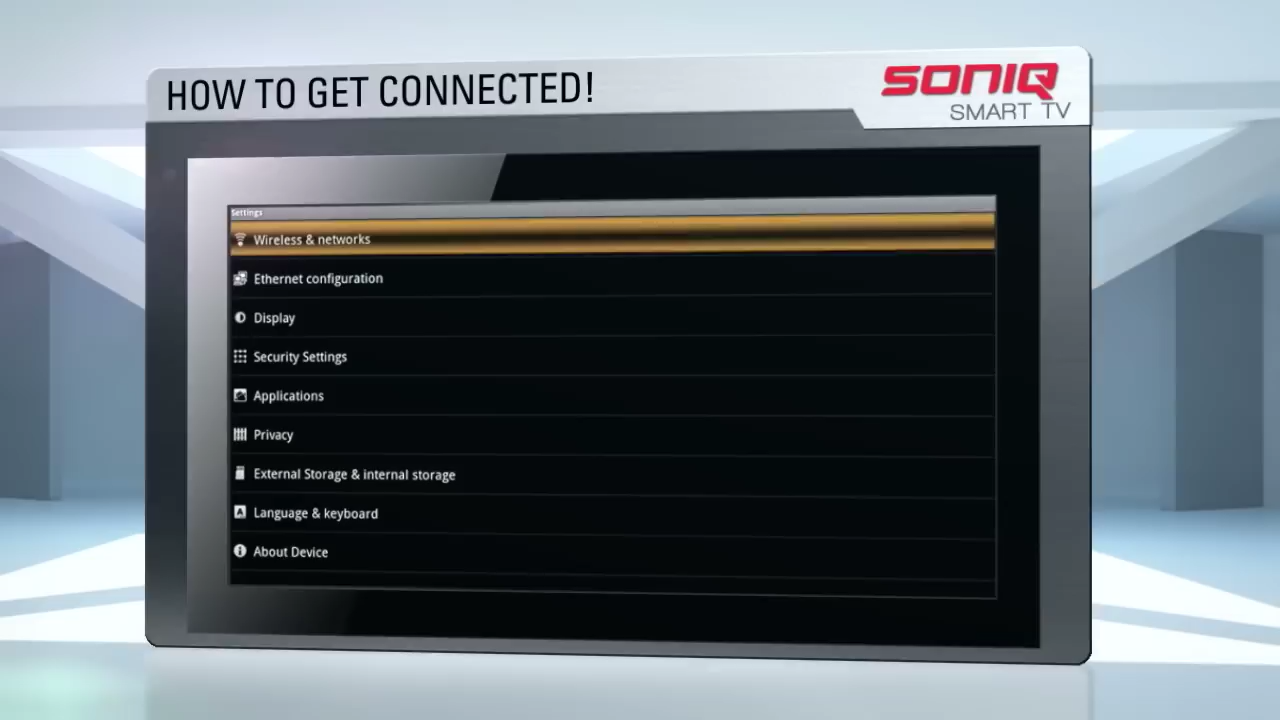 HOW TO GET CONNECTED!
SONIQ
SMART TV
Settings
Wireless & networks
Ethernet configuration
Display
Security Settings
Applications
Privacy
External Storage & internal storage
Language & keyboard
About Device